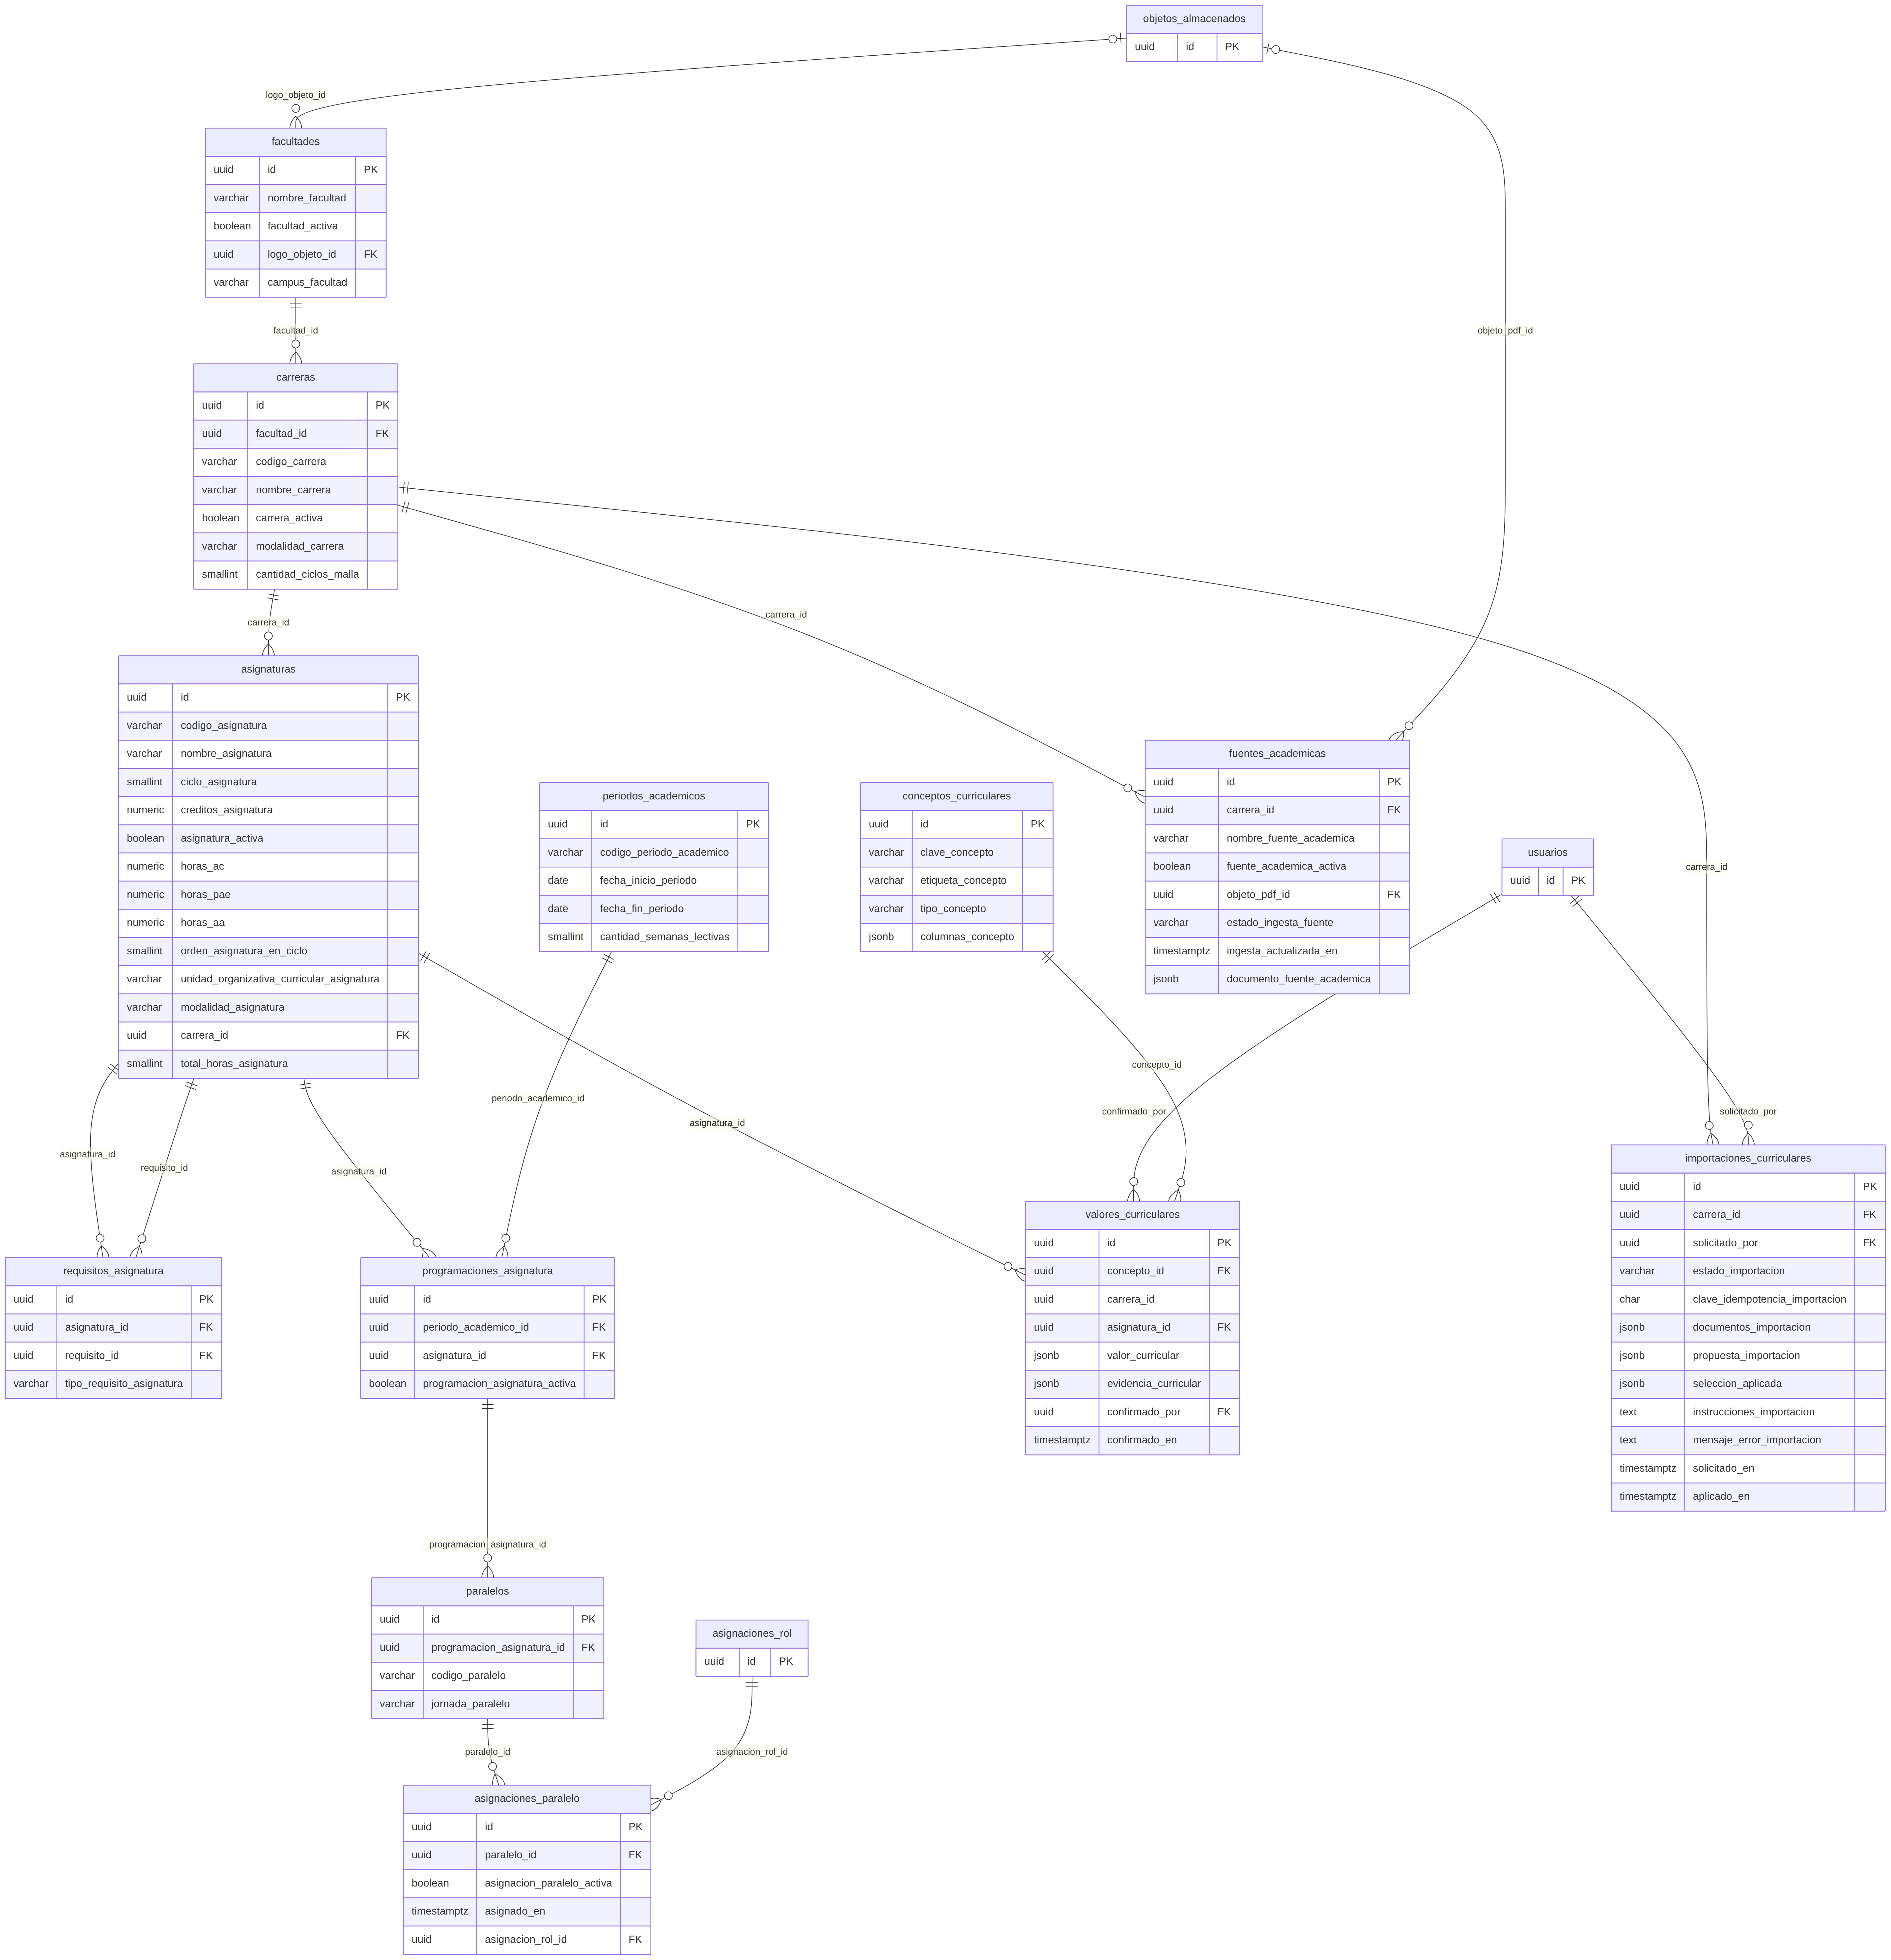 objetos_almacenados
uuid id PK
logo_objeto_id
facultades
uuid id PK
varchar nombre_facultad
boolean facultad_activa
uuid logo_objeto_id FK
varchar campus_facultad
objeto_pdf_id
facultad_id
carreras
uuid id PK
uuid facultad_id FK
varchar codigo_carrera
varchar nombre_carrera
boolean carrera_activa
varchar modalidad_carrera
smallint cantidad_ciclos_malla
carrera_id
carrera_id
asignaturas
uuid id PK
varchar codigo_asignatura
varchar nombre_asignatura
smallint ciclo_asignatura
numeric creditos_asignatura
boolean asignatura_activa
numeric horas_ac
numeric horas_pae
numeric horas_aa
smallint orden_asignatura_en_ciclo
varchar unidad_organizativa_curricular_asignatura
varchar modalidad_asignatura
uuid carrera_id FK
smallint total_horas_asignatura
periodos_academicos
uuid id PK
varchar codigo_periodo_academico
date fecha_inicio_periodo
date fecha_fin_periodo
smallint cantidad_semanas_lectivas
conceptos_curriculares
uuid id PK
varchar clave_concepto
varchar etiqueta_concepto
varchar tipo_concepto
jsonb columnas_concepto
fuentes_academicas
uuid id PK
uuid carrera_id FK
varchar nombre_fuente_academica
boolean fuente_academica_activa
uuid objeto_pdf_id FK
varchar estado_ingesta_fuente
timestamptz ingesta_actualizada_en
jsonb documento_fuente_academica
usuarios
uuid id PK
carrera_id
asignatura_id
requisito_id
asignatura_id
periodo_academico_id
asignatura_id
concepto_id
confirmado_por
solicitado_por
requisitos_asignatura
uuid id PK
uuid asignatura_id FK
uuid requisito_id FK
varchar tipo_requisito_asignatura
programaciones_asignatura
uuid id PK
uuid periodo_academico_id FK
uuid asignatura_id FK
boolean programacion_asignatura_activa
valores_curriculares
uuid id PK
uuid concepto_id FK
uuid carrera_id
uuid asignatura_id FK
jsonb valor_curricular
jsonb evidencia_curricular
uuid confirmado_por FK
timestamptz confirmado_en
importaciones_curriculares
uuid id PK
uuid carrera_id FK
uuid solicitado_por FK
varchar estado_importacion
char clave_idempotencia_importacion
jsonb documentos_importacion
jsonb propuesta_importacion
jsonb seleccion_aplicada
text instrucciones_importacion
text mensaje_error_importacion
timestamptz solicitado_en
timestamptz aplicado_en
programacion_asignatura_id
paralelos
uuid id PK
uuid programacion_asignatura_id FK
varchar codigo_paralelo
varchar jornada_paralelo
asignaciones_rol
uuid id PK
paralelo_id
asignacion_rol_id
asignaciones_paralelo
uuid id PK
uuid paralelo_id FK
boolean asignacion_paralelo_activa
timestamptz asignado_en
uuid asignacion_rol_id FK